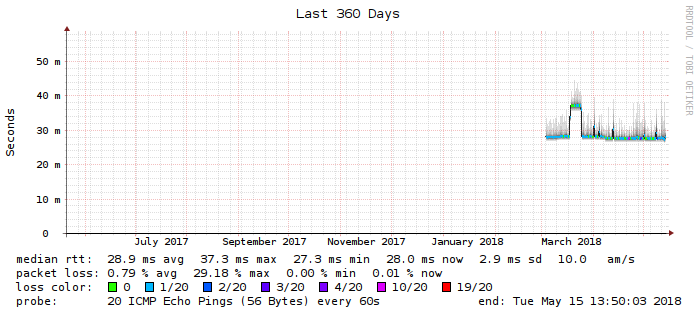 Last 360 Days
RRDTOOL / TOBI OETIKER
Seconds
50 m
40 m
30 m
20 m
10 m
0
July 2017 September 2017 November 2017 January 2018 March 2018
median rtt: 28.9 ms avg 37.3 ms max 27.3 ms min 28.0 ms now 2.9 ms sd 10.0 am/s
packet loss: 0.79 % avg 29.18 % max 0.00 % min 0.01 % now
loss color: 0 1/20 2/20 3/20 4/20 10/20 19/20
probe: 20 ICMP Echo Pings (56 Bytes) every 60s end: Tue May 15 13:50:03 2018